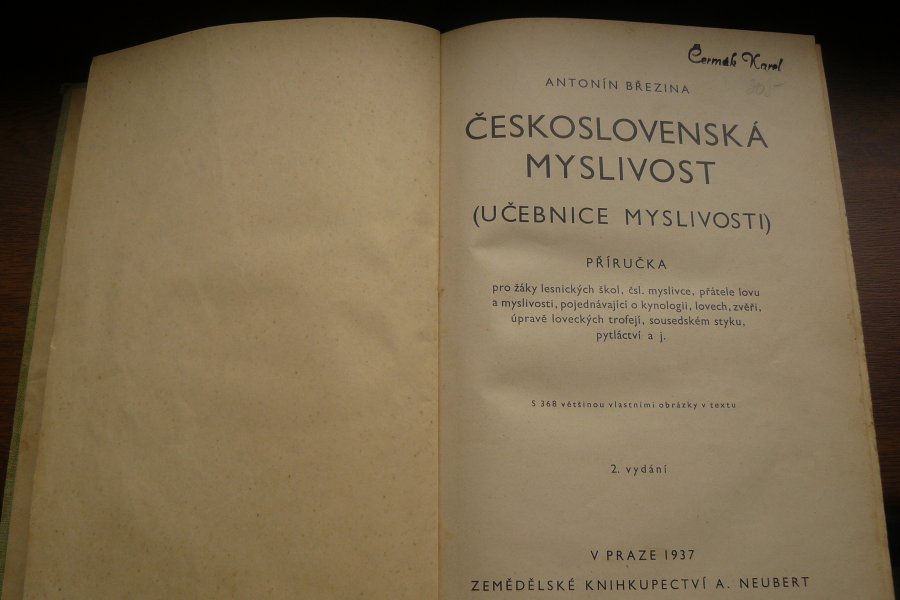 Čermák Karel
ANTONÍN BŘEZINA
ČESKOSLOVENSKÁ
MYSLIVOST
(UČEBNICE MYSLIVOSTI)
PŘÍRUČKA
pro žáky lesnických škol, čsl. myslivce, přátele lovu
a myslivosti, pojednávající o kynologii, lovech, zvěři,
úpravě loveckých trofejí, sousedském styku,
pytláctví a j.
S 368 většinou vlastními obrázky v textu
2. vydání
V PRAZE 1937
ZEMĚDĚLSKÉ KNIHKUPECTVÍ A. NEUBERT